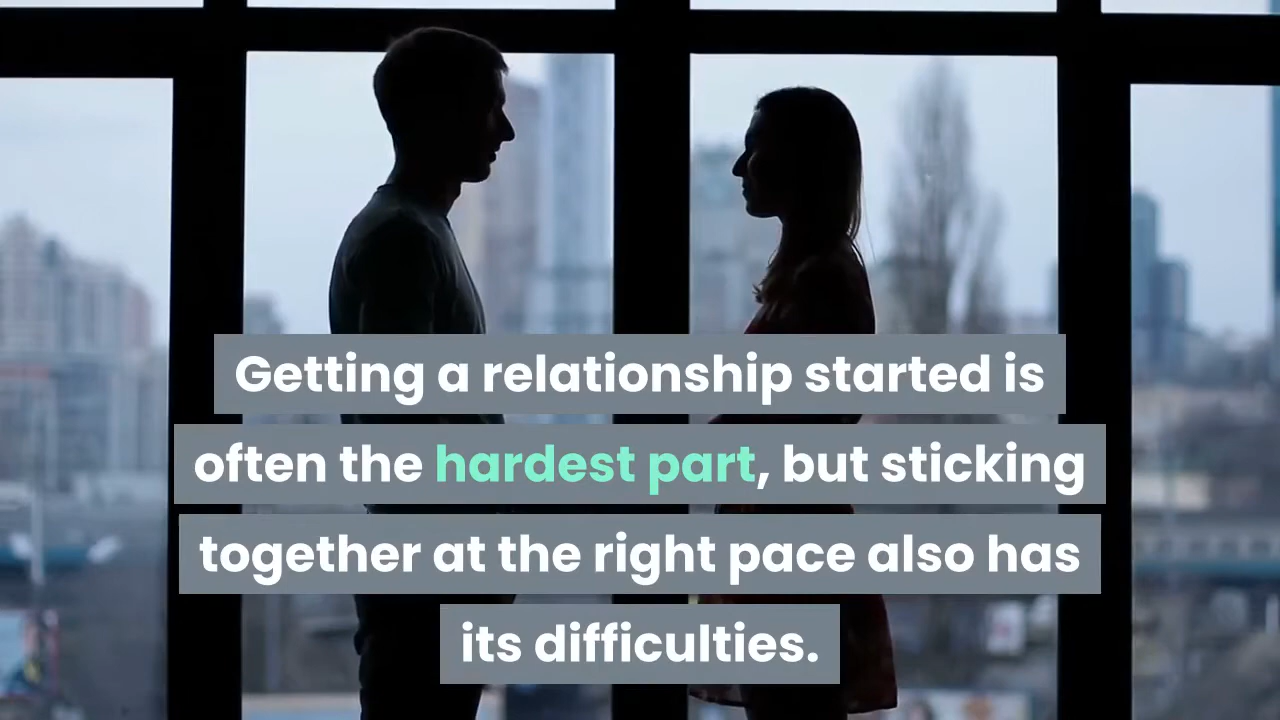 Getting a relationship started is
often the hardest part, but sticking
together at the right pace also has
its difficulties.